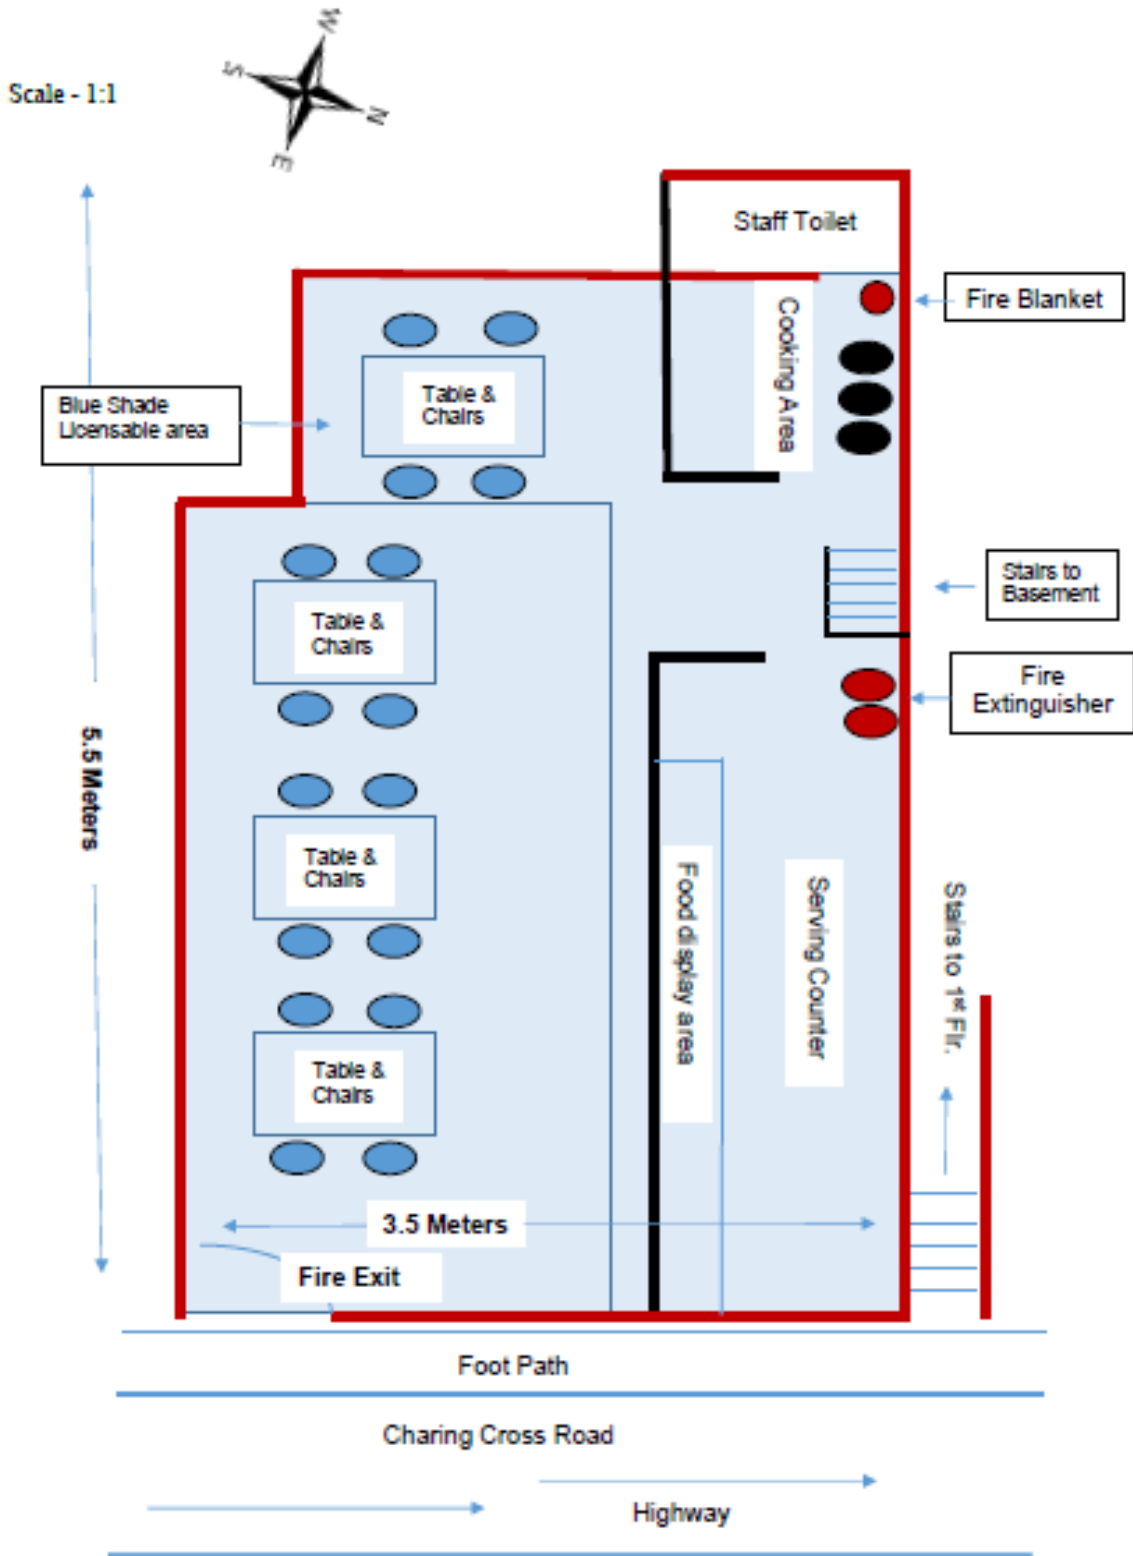 W
S
N
E
Scale - 1:1
Staff Toilet
Fire Blanket
Cooking Area
Table &
Chairs
Blue Shade
Licensable area
Stairs to
Basement
Table &
Chairs
Fire
Extinguisher
5.5 Meters
Table &
Chairs
Food display area
Serving Counter
Stairs to 1st Flr.
Table &
Chairs
3.5 Meters
Fire Exit
Foot Path
Charing Cross Road
Highway